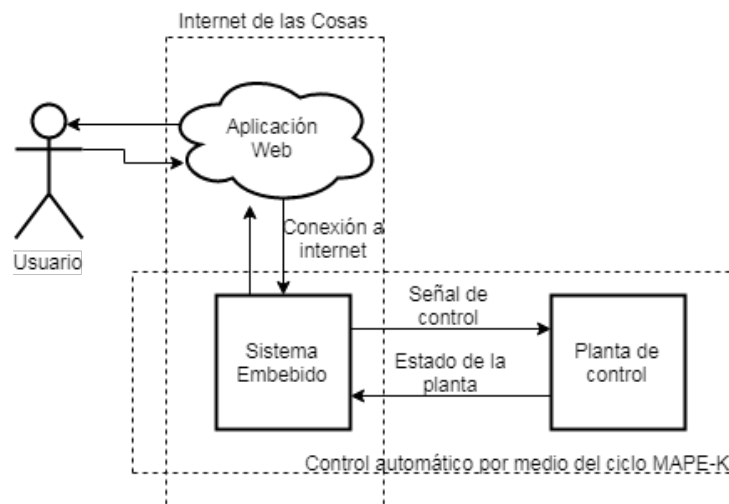 Internet de las Cosas
Aplicación
Web
Usuario
Conexión a
internet
Sistema
Embebido
Señal de
control
Estado de la
planta
Planta de
control
Control automático por medio del ciclo MAPE-K